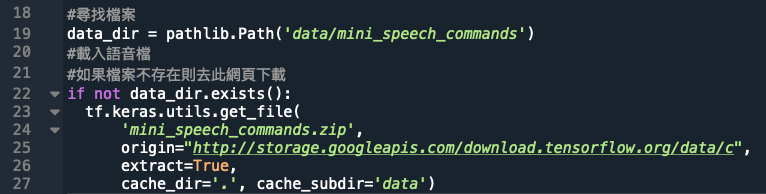 18 #尋找檔案
19 data_dir = pathlib.Path('data/mini_speech_commands')
20 #載入語音檔
21 #如果檔案不存在則去此網頁下載
22 if not data_dir.exists():
23 tf.keras.utils.get_file(
24 'mini_speech_commands.zip',
25 origin="http://storage.googleapis.com/download.tensorflow.org/data/c",
26 extract=True,
27 cache_dir='.', cache_subdir='data')